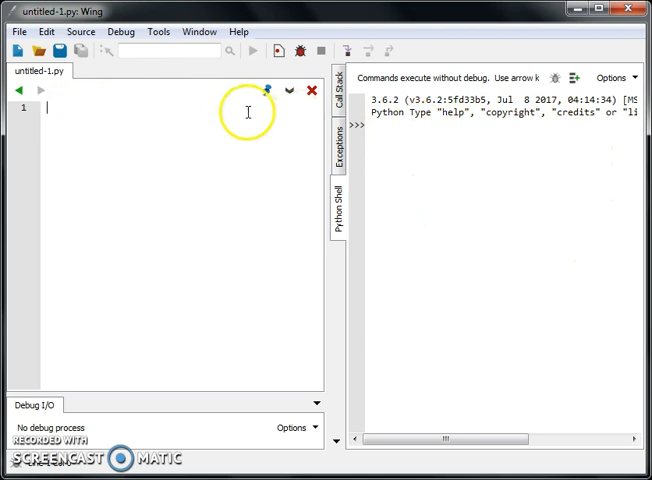 untitled-1.py: Wing
File Edit Source Debug Tools Window Help
untitled-1.py
1
Call Stack
Exceptions
Python Shell
Commands execute without debug. Use arrow k
Options
3.6.2 (v3.6.2:5fd33b5, Jul 8 2017, 04:14:34) [MS
Python Type "help", "copyright", "credits" or "li
>>>
Debug I/O
No debug process
Options
RECORDED WITH
SCREENCAST MATIC